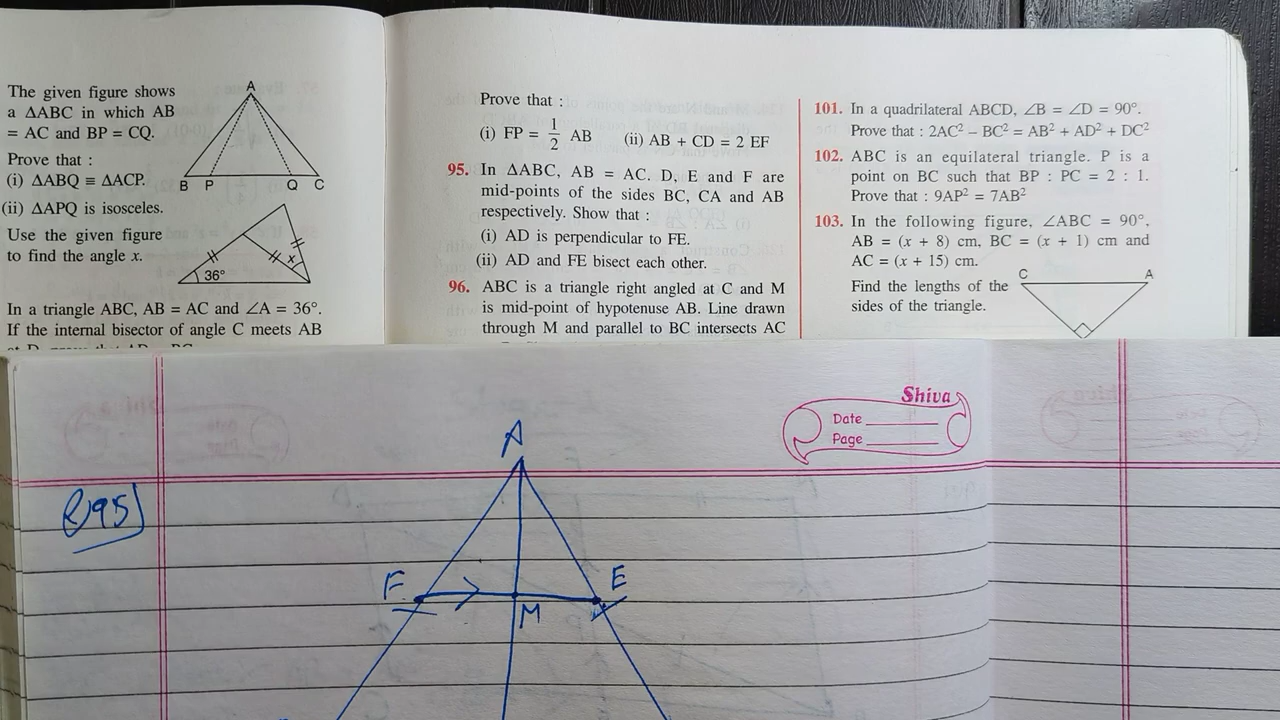 The given figure shows
a ΔABC in which AB
= AC and BP = CQ.
Prove that :
(i) ΔABQ ≡ ΔACP.
(ii) ΔAPQ is isosceles.
A
B P Q C
Use the given figure
to find the angle x.
36°
x
In a triangle ABC, AB = AC and ∠A = 36°.
If the internal bisector of angle C meets AB
Prove that :
(i) FP = 1/2 AB (ii) AB + CD = 2 EF
95. In ΔABC, AB = AC. D, E and F are
mid-points of the sides BC, CA and AB
respectively. Show that :
(i) AD is perpendicular to FE.
(ii) AD and FE bisect each other.
96. ABC is a triangle right angled at C and M
is mid-point of hypotenuse AB. Line drawn
through M and parallel to BC intersects AC
101. In a quadrilateral ABCD, ∠B = ∠D = 90°.
Prove that : 2AC² – BC² = AB² + AD² + DC²
102. ABC is an equilateral triangle. P is a
point on BC such that BP : PC = 2 : 1.
Prove that : 9AP² = 7AB²
103. In the following figure, ∠ABC = 90°,
AB = (x + 8) cm, BC = (x + 1) cm and
AC = (x + 15) cm.
Find the lengths of the
sides of the triangle.
C A
Shiva
Date
Page
Q95)
A
F E
M